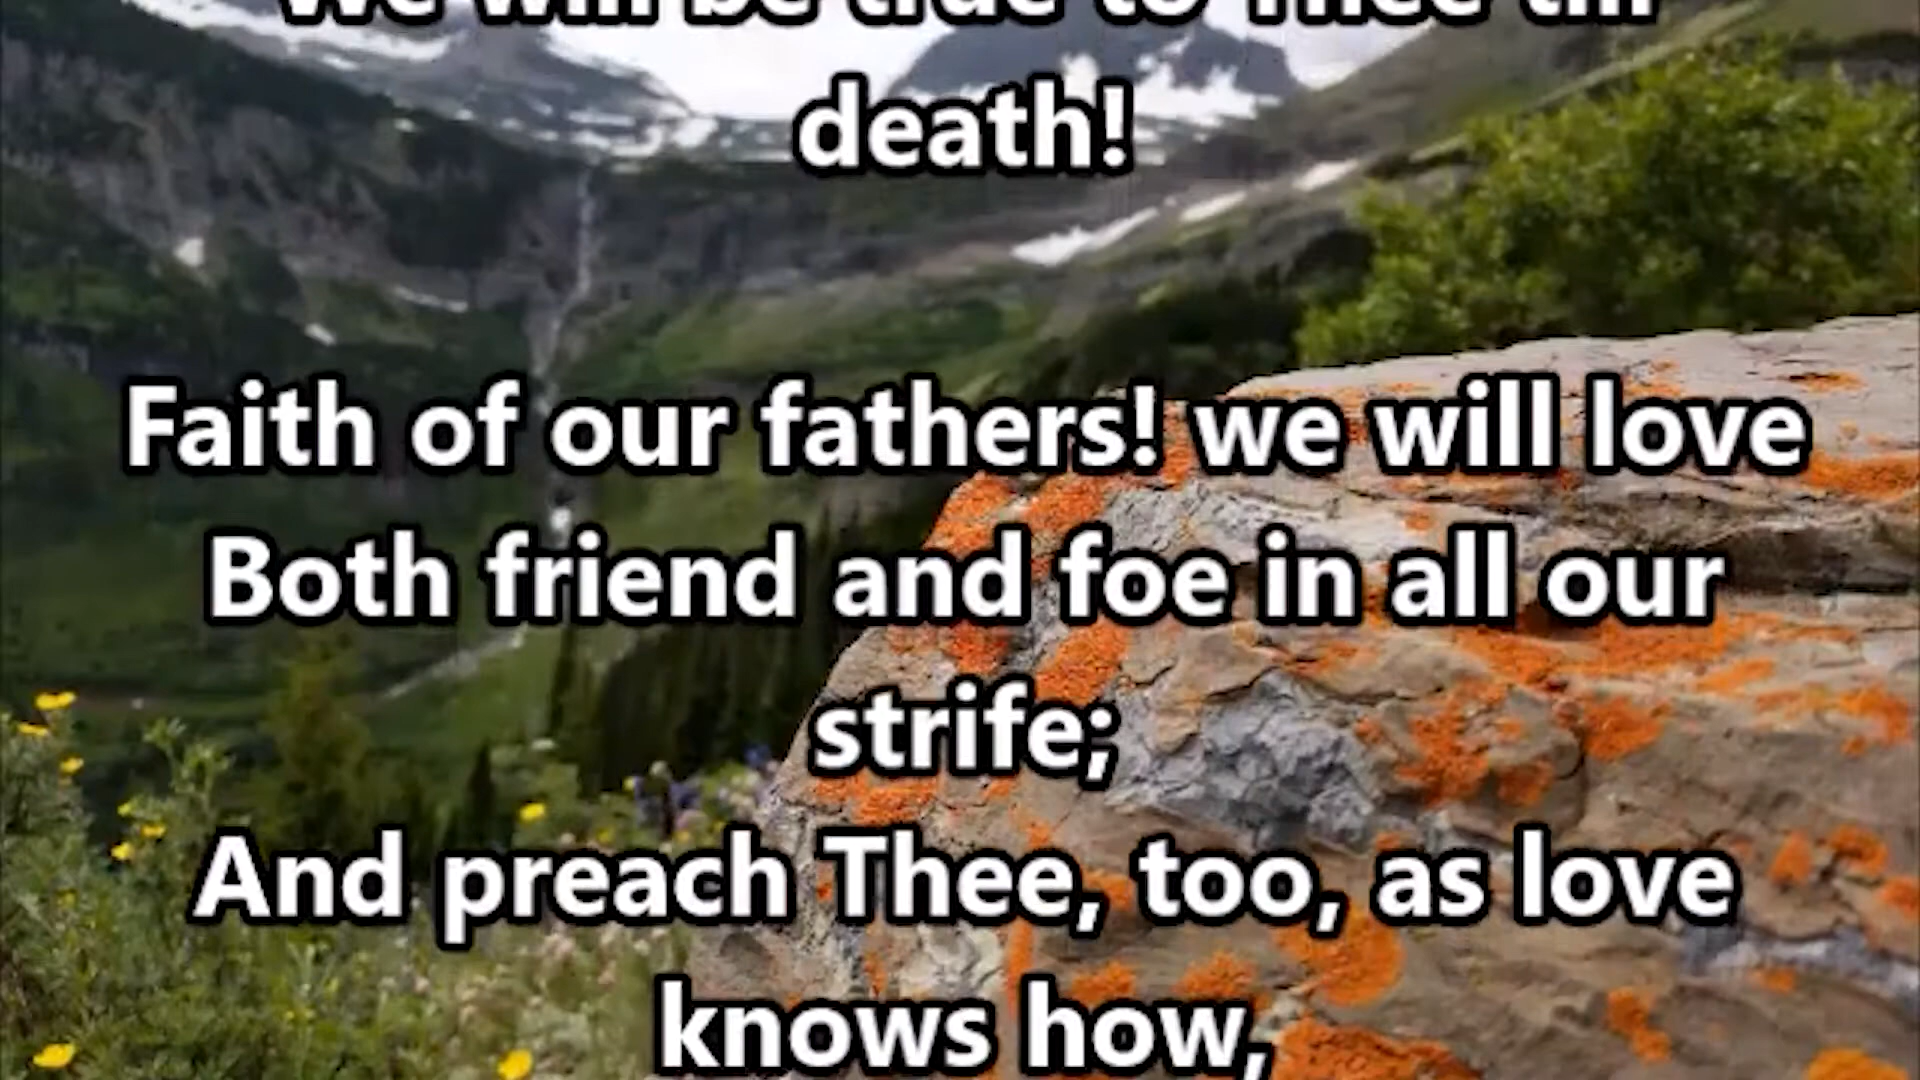 We will be true to Thee till
death!
Faith of our fathers! we will love
Both friend and foe in all our
strife;
And preach Thee, too, as love
knows how,